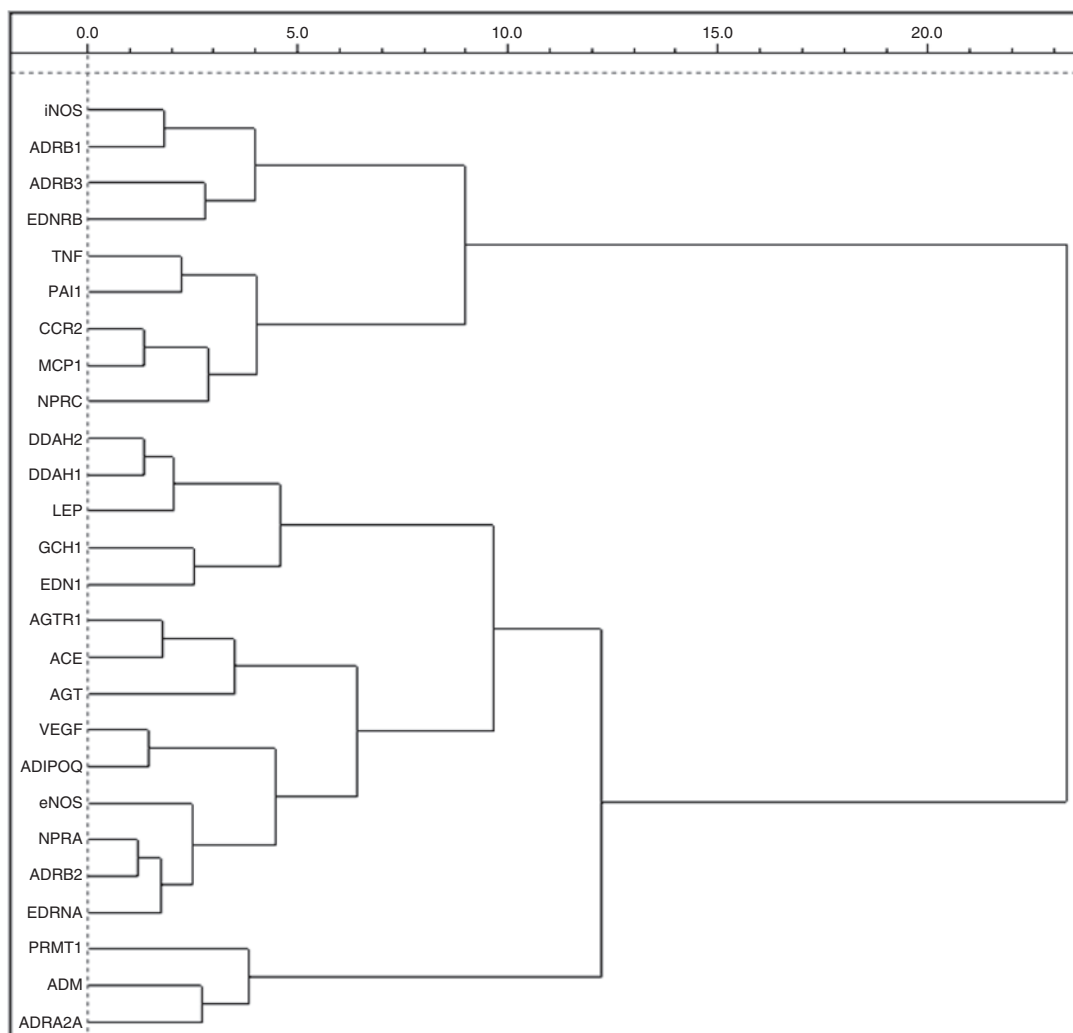 0.0 5.0 10.0 15.0 20.0
iNOS
ADRB1
ADRB3
EDNRB
TNF
PAI1
CCR2
MCP1
NPRC
DDAH2
DDAH1
LEP
GCH1
EDN1
AGTR1
ACE
AGT
VEGF
ADIPOQ
eNOS
NPRA
ADRB2
EDRNA
PRMT1
ADM
ADRA2A